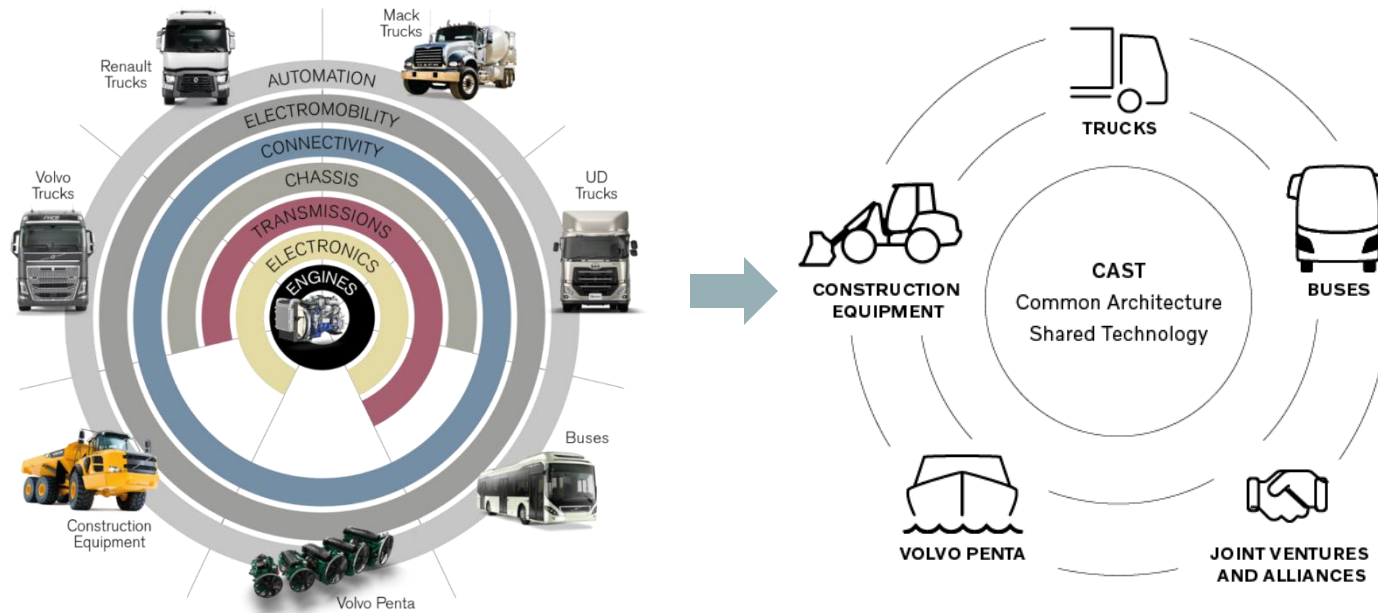 Mack
Trucks
Renault
Trucks
AUTOMATION
ELECTROMOBILITY
CONNECTIVITY
CHASSIS
TRANSMISSIONS
ELECTRONICS
ENGINES
Volvo
Trucks
UD
Trucks
Construction
Equipment
Buses
Volvo Penta
TRUCKS
CONSTRUCTION
EQUIPMENT
BUSES
CAST
Common Architecture
Shared Technology
VOLVO PENTA
JOINT VENTURES
AND ALLIANCES